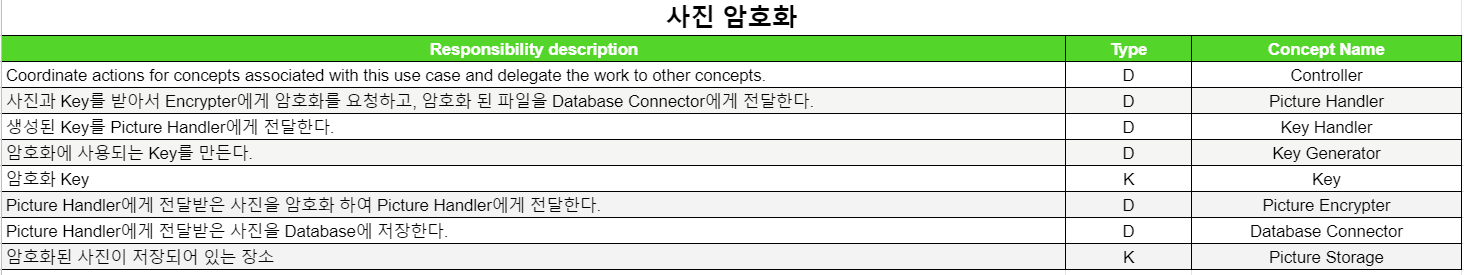 사진 암호화
Responsibility description Type Concept Name
Coordinate actions for concepts associated with this use case and delegate the work to other concepts. D Controller
사진과 Key를 받아서 Encrypter에게 암호화를 요청하고, 암호화 된 파일을 Database Connector에게 전달한다. D Picture Handler
생성된 Key를 Picture Handler에게 전달한다. D Key Handler
암호화에 사용되는 Key를 만든다. D Key Generator
암호화 Key K Key
Picture Handler에게 전달받은 사진을 암호화 하여 Picture Handler에게 전달한다. D Picture Encrypter
Picture Handler에게 전달받은 사진을 Database에 저장한다. D Database Connector
암호화된 사진이 저장되어 있는 장소 K Picture Storage